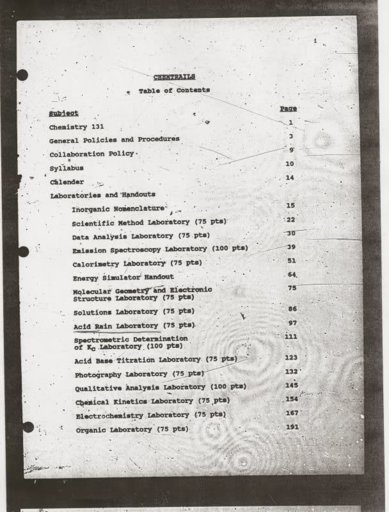 1
CHEMTRAILS
Table of Contents
Subject Page
Chemistry 131 1
General Policies and Procedures 3
Collaboration Policy 9
Syllabus 10
Calender 14
Laboratories and Handouts
Inorganic Nomenclature 15
Scientific Method Laboratory (75 pts) 22
Data Analysis Laboratory (75 pts) 30
Emission Spectroscopy Laboratory (100 pts) 39
Calorimetry Laboratory (75 pts) 51
Energy Simulator Handout 64
Molecular Geometry and Electronic 75
Structure Laboratory (75 pts)
Solutions Laboratory (75 pts) 86
Acid Rain Laboratory (75 pts) 97
Spectrometric Determination 111
of Kc Laboratory (100 pts)
Acid Base Titration Laboratory (75 pts) 123
Photography Laboratory (75 pts) 132
Qualitative Analysis Laboratory (100 pts) 145
Chemical Kinetics Laboratory (75 pts) 154
Electrochemistry Laboratory (75 pts) 167
Organic Laboratory (75 pts) 191